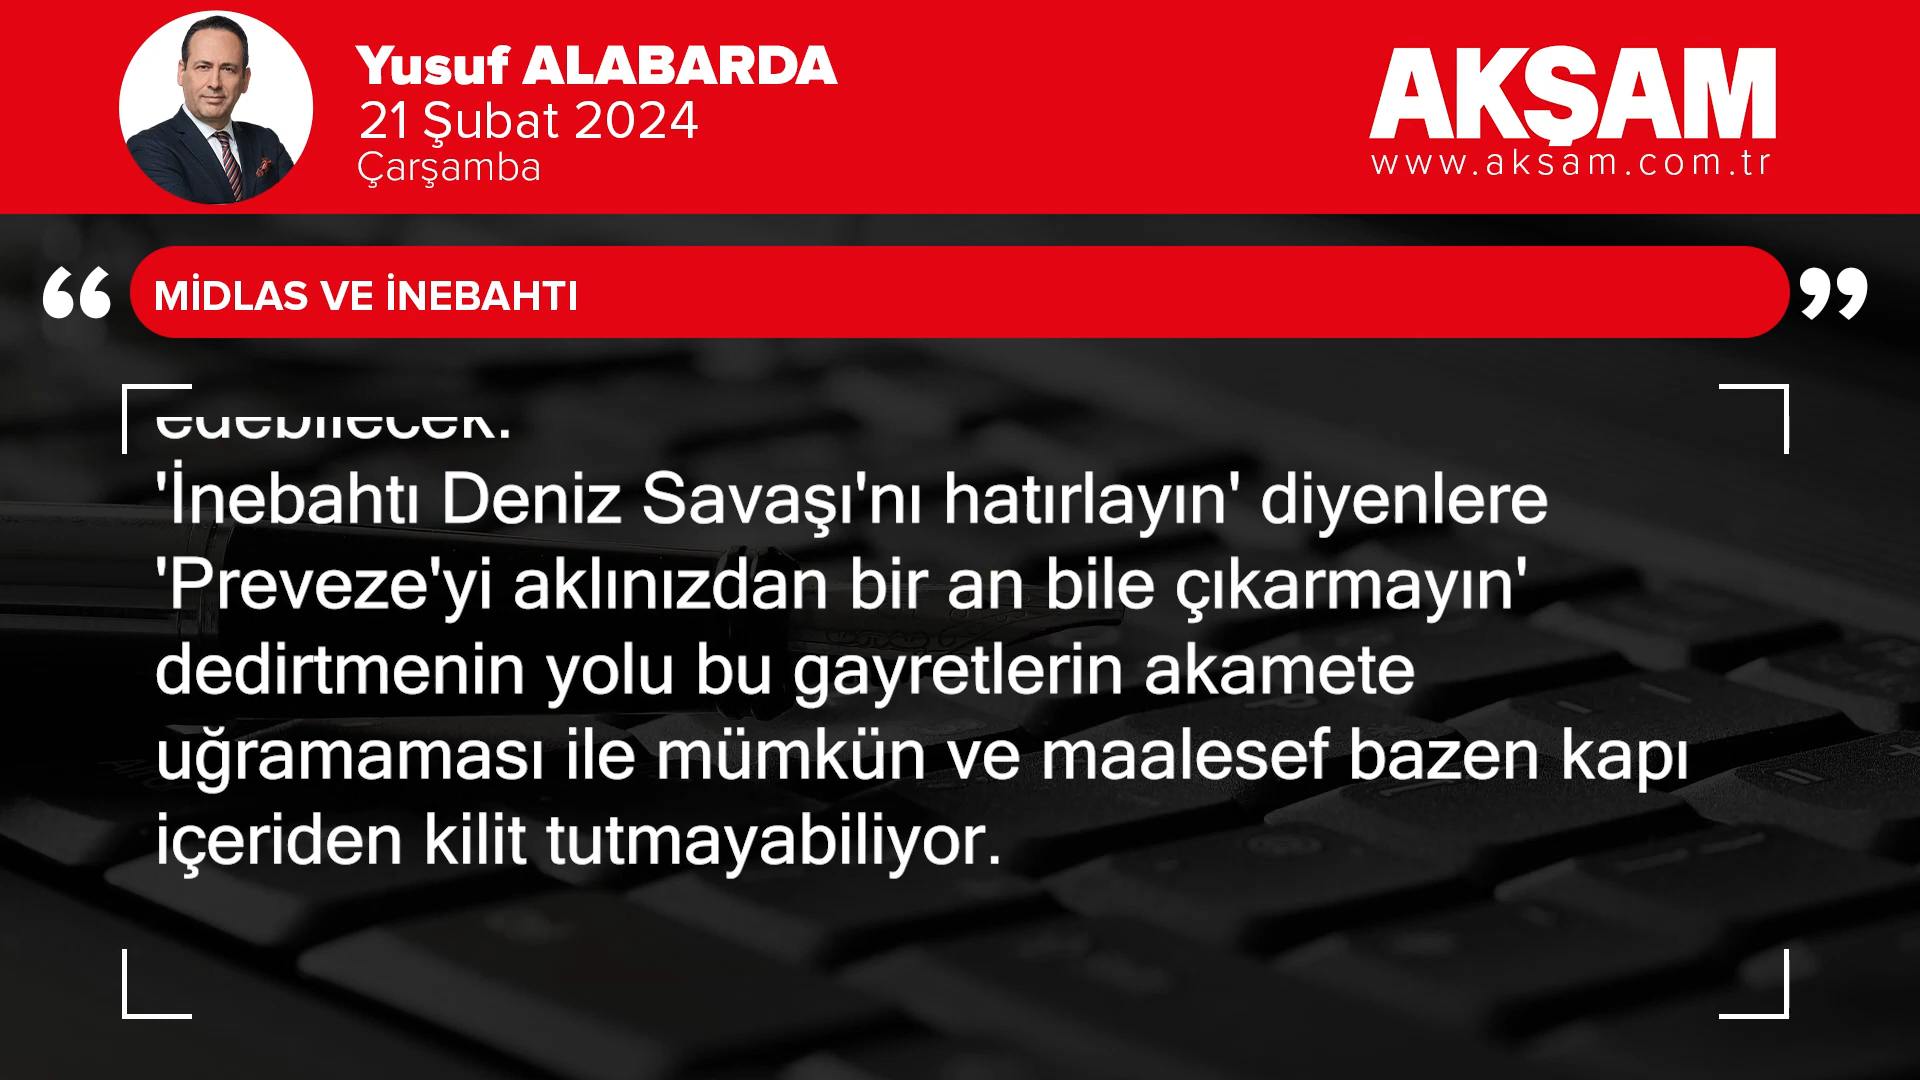 Yusuf ALABARDA
21 Şubat 2024
Çarşamba
AKŞAM
www.aksam.com.tr
“ MİDLAS VE İNEBAHTI ”
edebilecek.
'İnebahtı Deniz Savaşı'nı hatırlayın' diyenlere
'Preveze'yi aklınızdan bir an bile çıkarmayın'
dedirtmenin yolu bu gayretlerin akamete
uğramaması ile mümkün ve maalesef bazen kapı
içeriden kilit tutmayabiliyor.